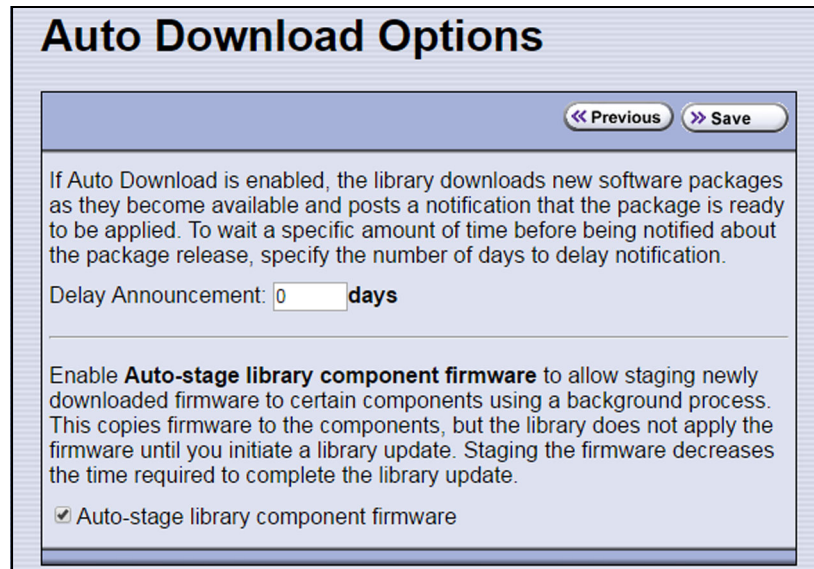 Auto Download Options
Previous
Save
If Auto Download is enabled, the library downloads new software packages
as they become available and posts a notification that the package is ready
to be applied. To wait a specific amount of time before being notified about
the package release, specify the number of days to delay notification.
Delay Announcement: 0 days
Enable Auto-stage library component firmware to allow staging newly
downloaded firmware to certain components using a background process.
This copies firmware to the components, but the library does not apply the
firmware until you initiate a library update. Staging the firmware decreases
the time required to complete the library update.
Auto-stage library component firmware